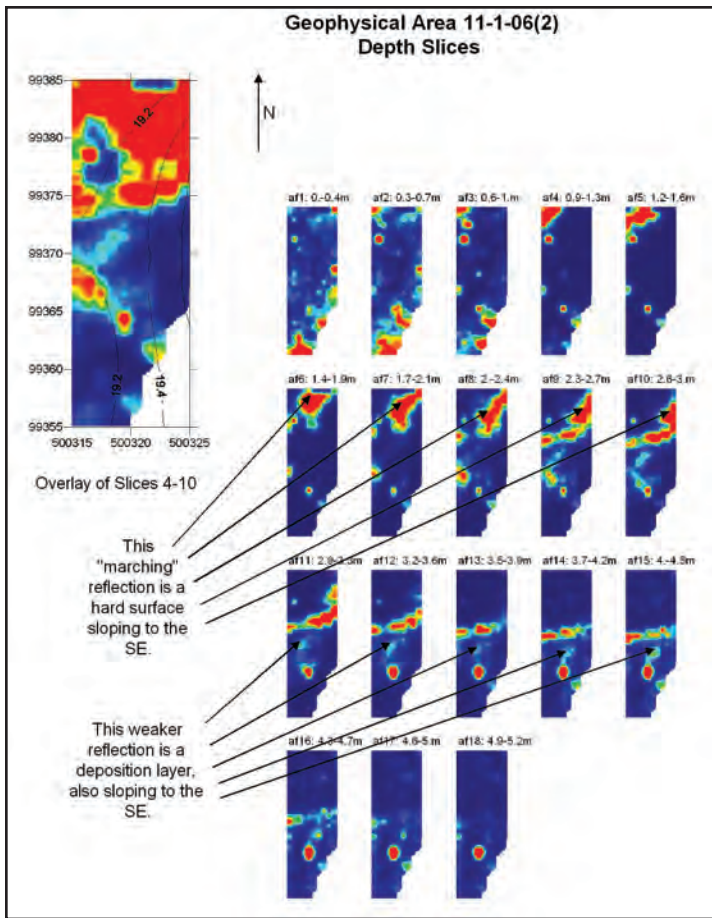 Geophysical Area 11-1-06(2)
Depth Slices
N
99385
99380
99375
99370
99365
99360
99355
500315 500320 500325
19.2
19.2
19.4
Overlay of Slices 4-10
af1: 0.-0.4m af2: 0.3-0.7m af3: 0.6-1.m af4: 0.9-1.3m af5: 1.2-1.6m
af6: 1.4-1.9m af7: 1.7-2.1m af8: 2.-2.4m af9: 2.3-2.7m af10: 2.6-3.m
This
"marching"
reflection is a
hard surface
sloping to the
SE.
af11: 2.9-3.3m af12: 3.2-3.6m af13: 3.5-3.9m af14: 3.7-4.2m af15: 4.-4.5m
This weaker
reflection is a
deposition layer,
also sloping to the
SE.
af16: 4.3-4.7m af17: 4.6-5.m af18: 4.9-5.2m